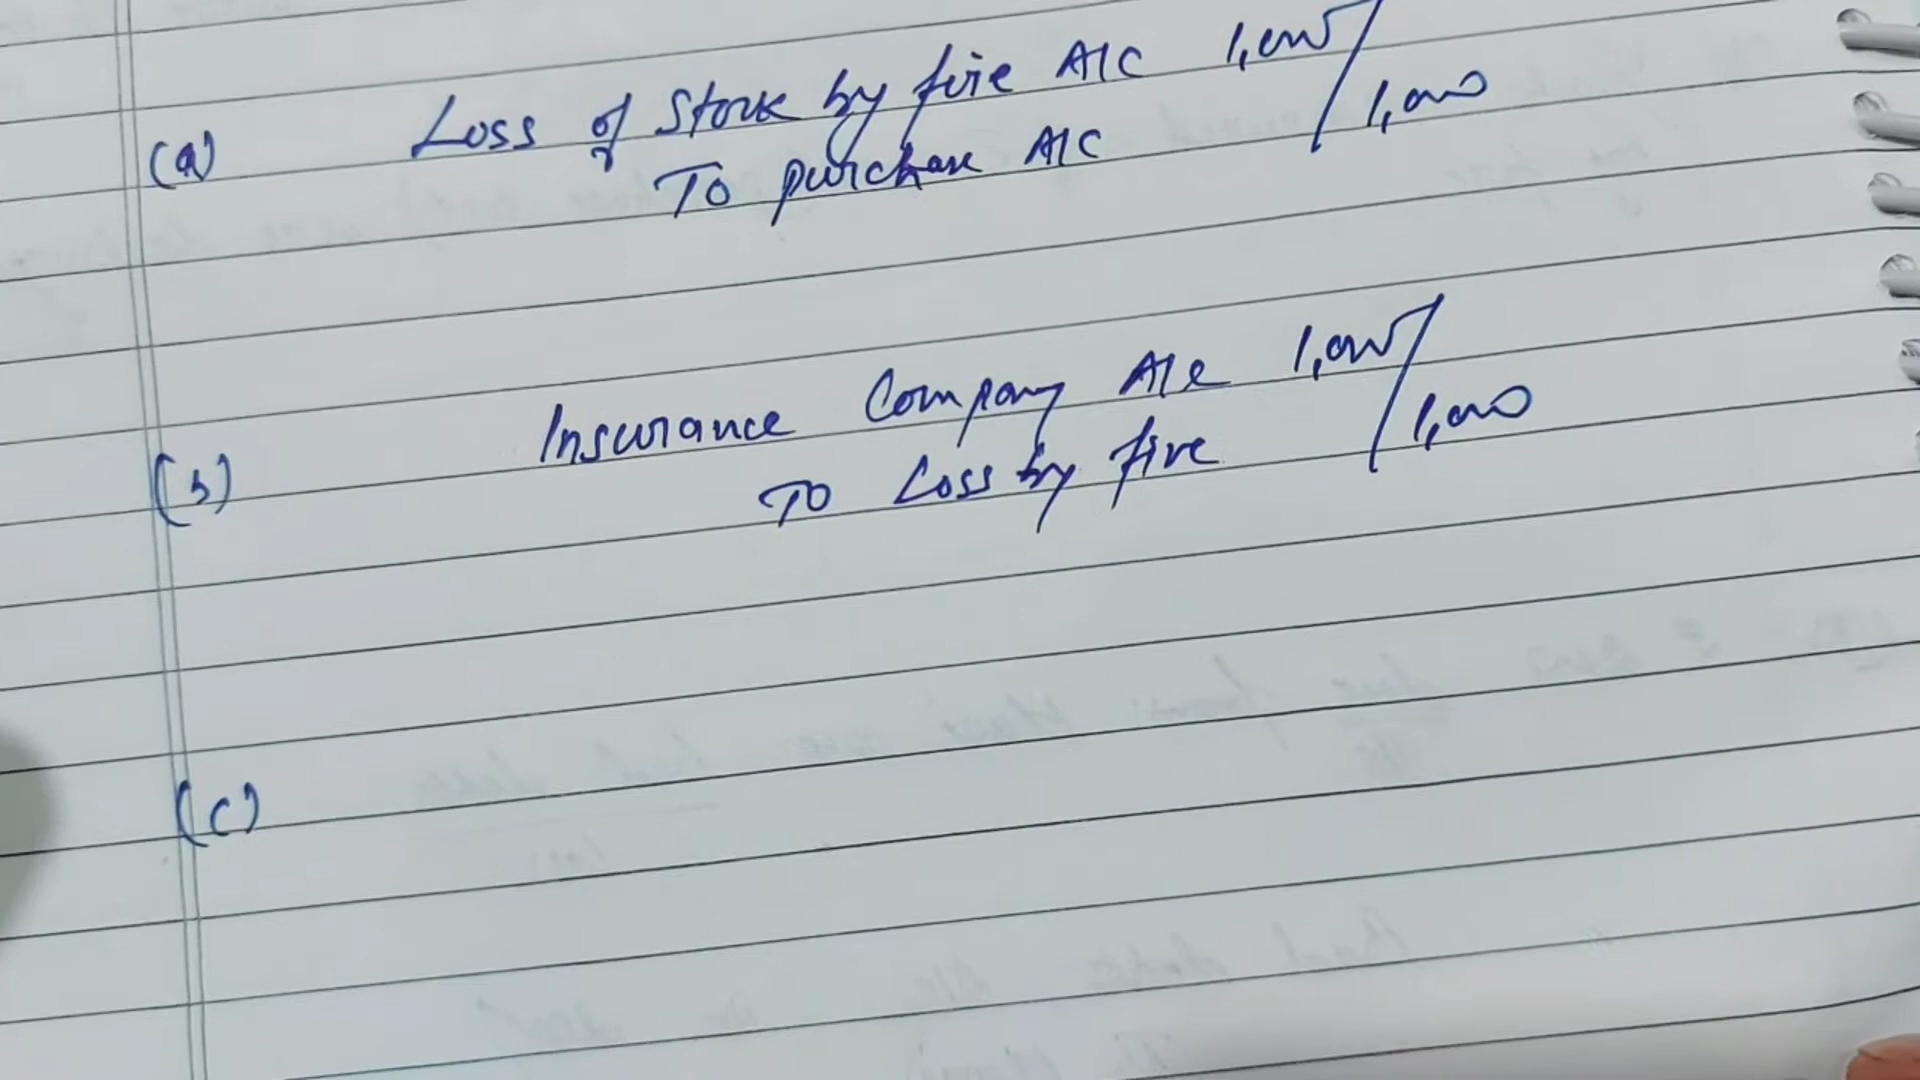 (a) Loss of Stock by fire A/C 1,000
To purchase A/C 1,000
(b) Insurance Company A/c 1,000
To Loss by fire 1,000
(c)